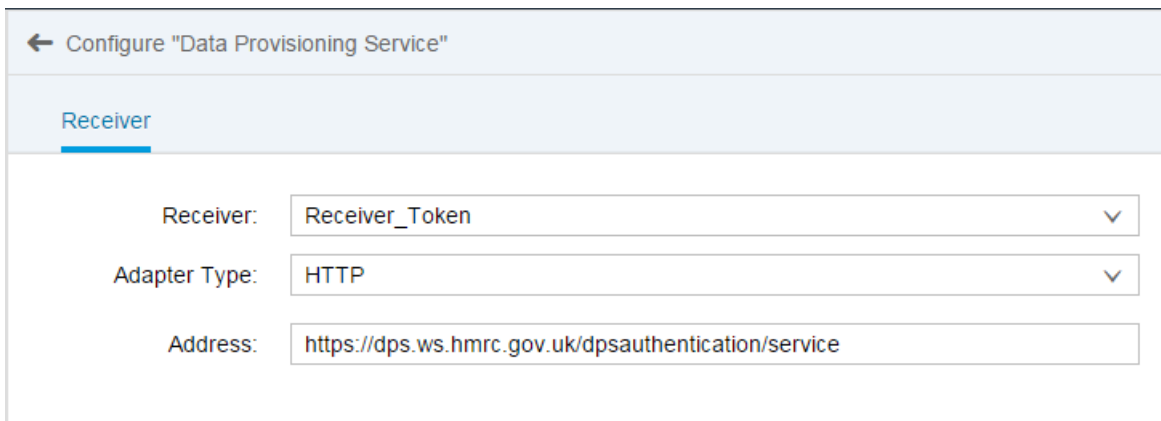 Configure "Data Provisioning Service"
Receiver
Receiver: Receiver_Token
Adapter Type: HTTP
Address: https://dps.ws.hmrc.gov.uk/dpsauthentication/service